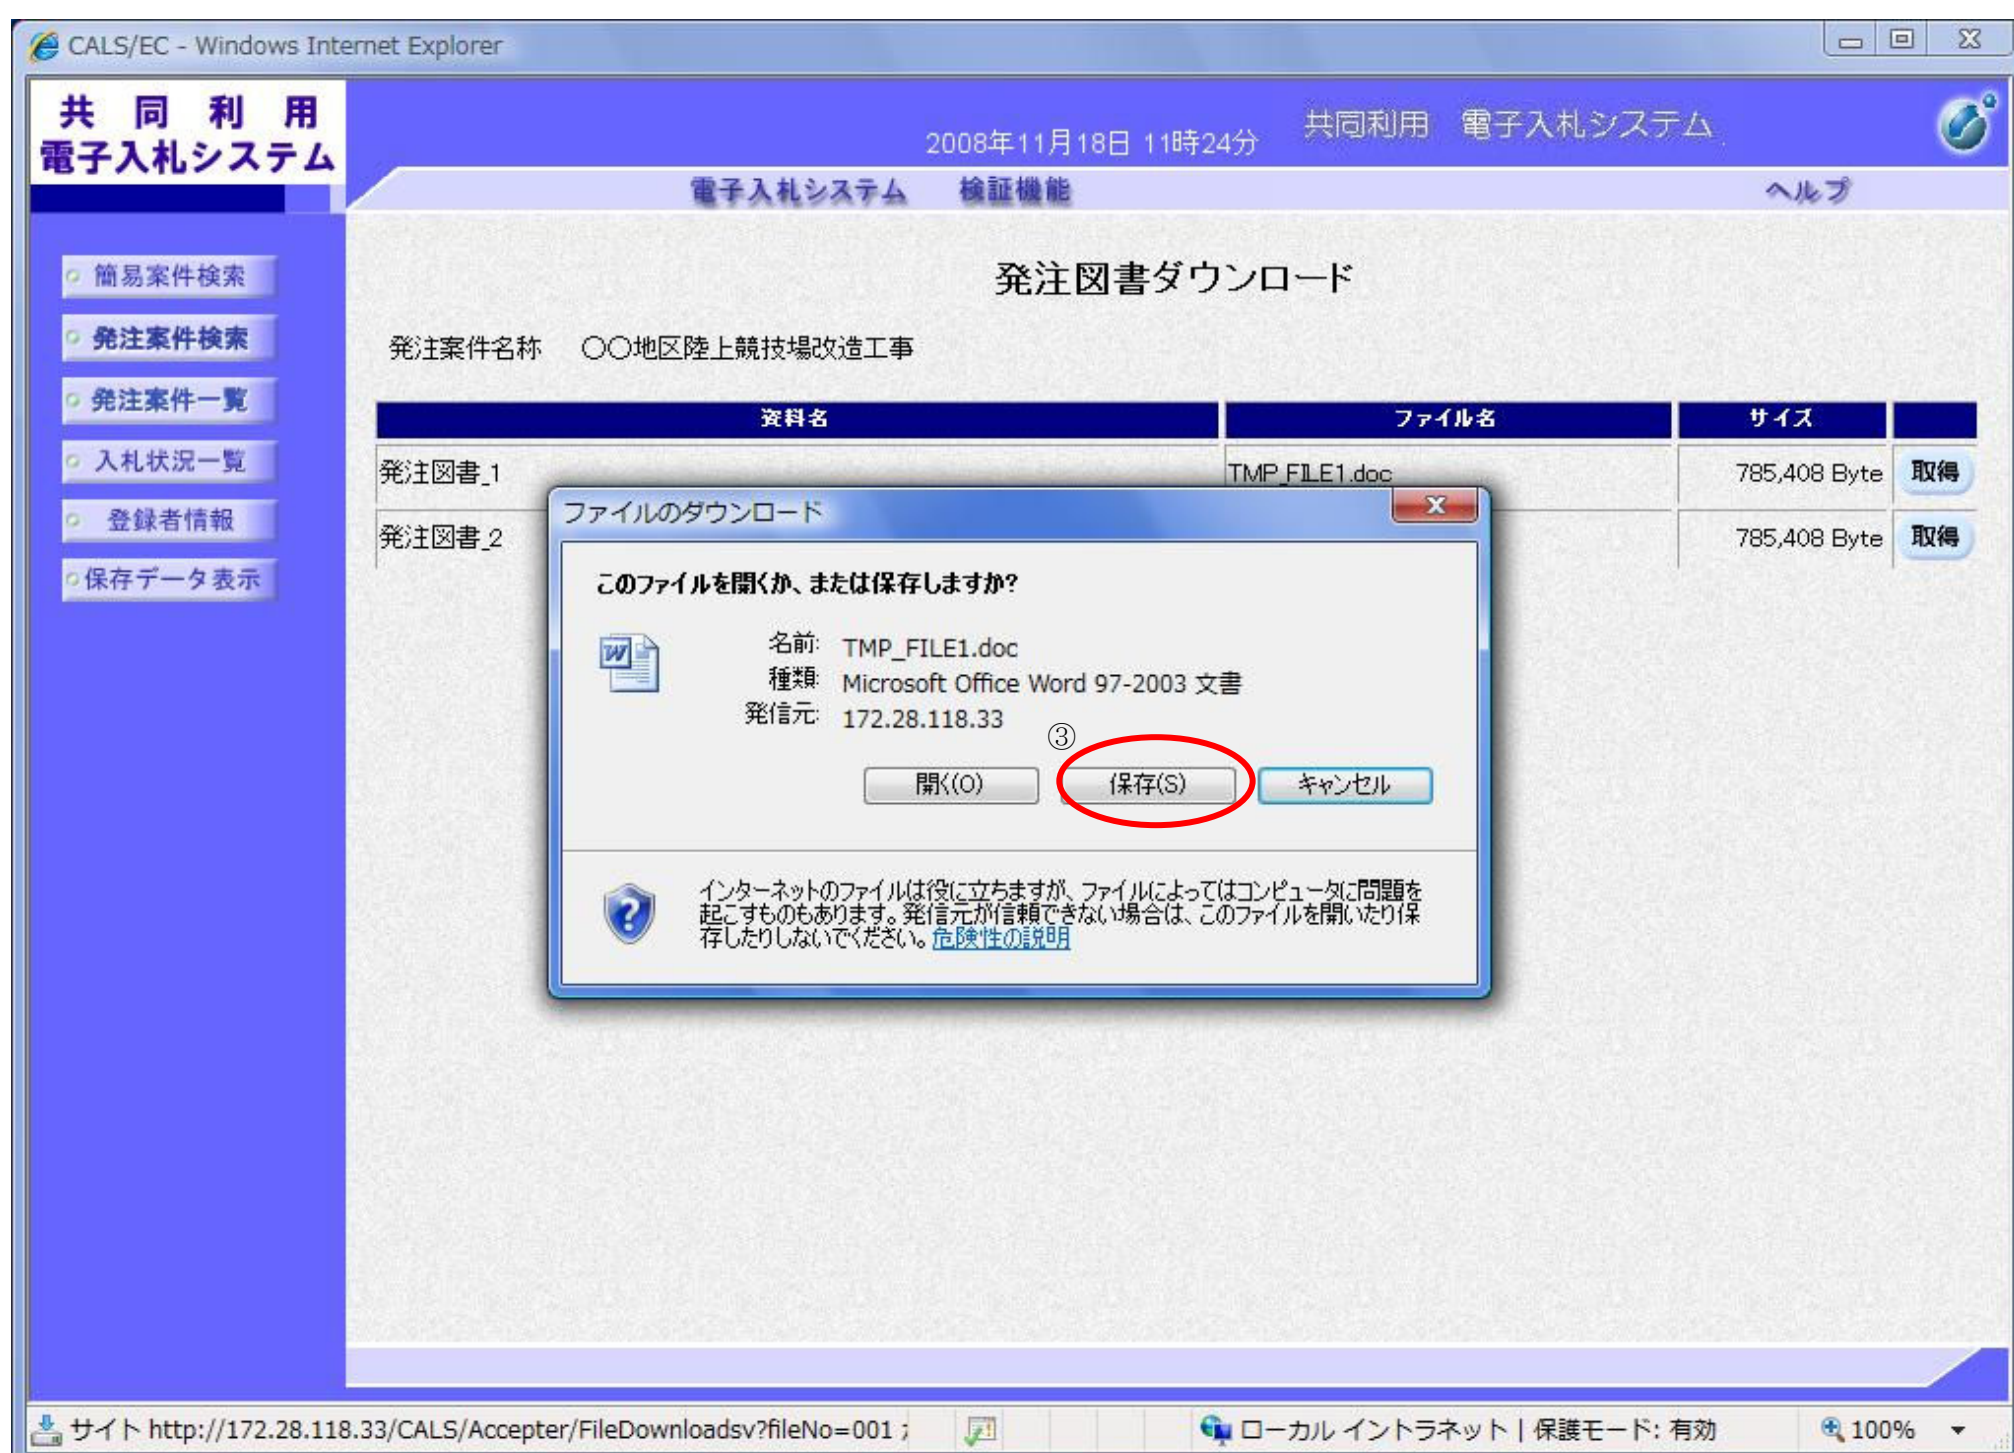 CALS/EC - Windows Internet Explorer
共同利用
電子入札システム
2008年11月18日 11時24分
共同利用 電子入札システム
電子入札システム 検証機能 ヘルプ
簡易案件検索
発注案件検索
発注案件一覧
入札状況一覧
登録者情報
保存データ表示
発注図書ダウンロード
発注案件名称 〇〇地区陸上競技場改造工事
資料名 ファイル名 サイズ
発注図書_1 TMP_FILE1.doc 785,408 Byte 取得
発注図書_2 785,408 Byte 取得
ファイルのダウンロード
このファイルを開くか、または保存しますか?
名前: TMP_FILE1.doc
種類: Microsoft Office Word 97-2003 文書
発信元: 172.28.118.33
③
開く(O) 保存(S) キャンセル
インターネットのファイルは役に立ちますが、ファイルによってはコンピュータに問題を
起こすものもあります。発信元が信頼できない場合は、このファイルを開いたり保
存したりしないでください。危険性の説明
サイト http://172.28.118.33/CALS/Accepter/FileDownloadsv?fileNo=001
ローカル イントラネット | 保護モード: 有効
100%